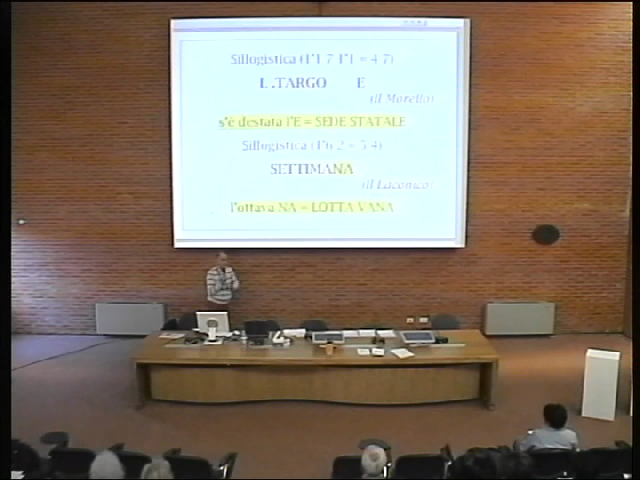 Sillogistica (1'1 7 1'1 = 4 7)
L .TARGO E
(Il Morello)
s'è destata l'E = SEDE STATALE
Sillogistica (1'6 2 = 5 4)
SETTIMANA
(Il Laconico)
l'ottava NA = LOTTA VANA